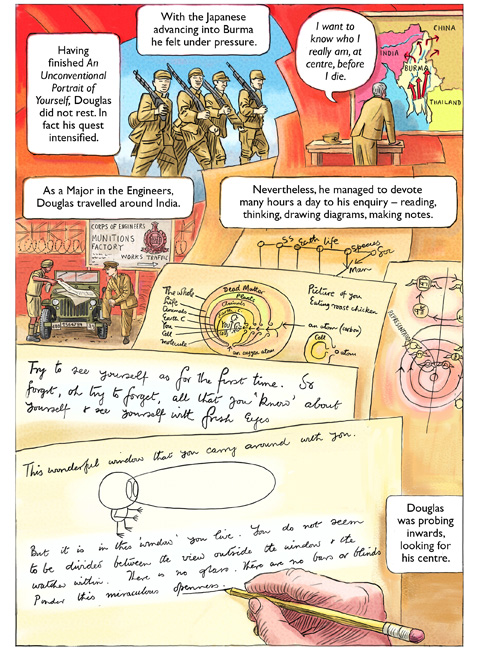 Having
finished An
Unconventional
Portrait of
Yourself, Douglas
did not rest. In
fact his quest
intensified.
With the Japanese
advancing into Burma
he felt under pressure.
I want to
know who I
really am, at
centre, before
I die.
CHINA
INDIA
BURMA
THAILAND
As a Major in the Engineers,
Douglas travelled around India.
CORPS OF ENGINEERS
MUNITIONS
FACTORY
WORKS TRAFFIC
Nevertheless, he managed to devote
many hours a day to his enquiry – reading,
thinking, drawing diagrams, making notes.
SS Earth life
species
you
Man
The Whole
Life
Animals
Earth C
You
Cell
molecule
Dead Matter
Plants
Animals
Earth C
an oxygen atom
Picture of you
Eating roast chicken
an atom (carbon)
Cell
atoms
Try to see yourself as for the first time. So
forget, oh try to forget, all that you 'know' about
yourself & see yourself with fresh Eyes
This wonderful window that you carry around with you.
But it is in this window you live. You do not seem
to be divided between the view outside the window & the
watcher within. There is no glass. There are no bars or blinds
Ponder this miraculous openness.
Douglas
was probing
inwards,
looking for
his centre.